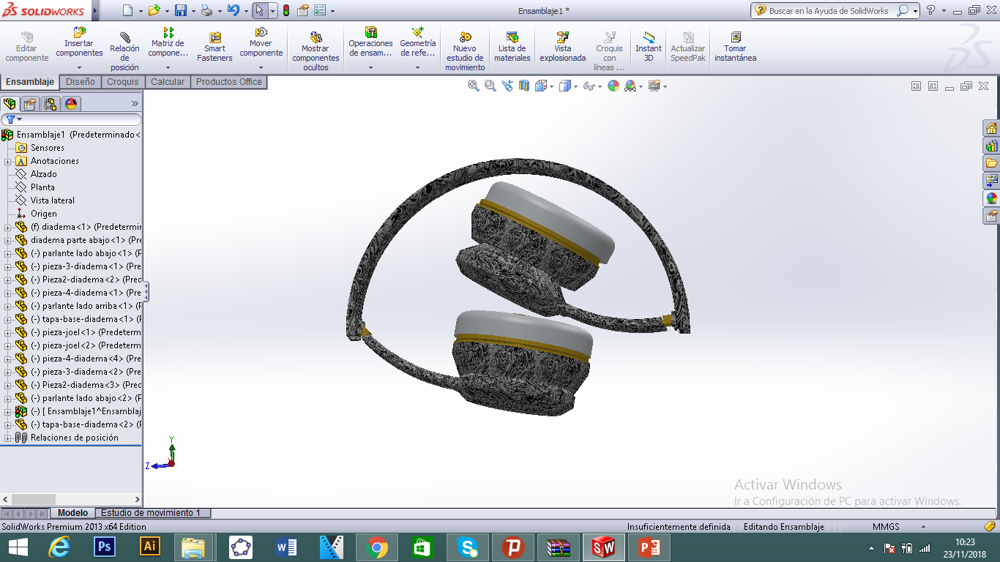 SOLIDWORKS
Ensamblaje1 *
Buscar en la Ayuda de SolidWorks
Editar componente
Insertar componentes
Relación de posición
Matriz de compone...
Smart Fasteners
Mover componente
Mostrar componentes ocultos
Operaciones de ensam...
Geometría de refe...
Nuevo estudio de movimiento
Lista de materiales
Vista explosionada
Croquis con líneas ...
Instant 3D
Actualizar SpeedPak
Tomar instantánea
Ensamblaje Diseño Croquis Calcular Productos Office
Ensamblaje1 (Predeterminado<
Sensores
A Anotaciones
Alzado
Planta
Vista lateral
Origen
(f) diadema<1> (Predetermin
diadema parte abajo<1> (Pre
(-) parlante lado abajo<1> (F
(-) pieza-3-diadema<1> (Pre
(-) Pieza2-diadema<2> (Prec
(-) pieza-4-diadema<1> (Pre
(-) parlante lado arriba<1> (F
(-) tapa-base-diadema<1> (F
(-) pieza-joel<1> (Predeterm
(-) pieza-joel<2> (Predeterm
(-) pieza-4-diadema<4> (Pre
(-) pieza-3-diadema<2> (Pre
(-) Pieza2-diadema<3> (Prec
(-) parlante lado abajo<2> (F
(-) [ Ensamblaje1^Ensamblaj
(-) tapa-base-diadema<2> (F
Relaciones de posición
Y
Z
Activar Windows
Ir a Configuración de PC para activar Windows.
Modelo Estudio de movimiento 1
SolidWorks Premium 2013 x64 Edition
Insuficientemente definida Editando Ensamblaje MMGS
Ps Ai
10:23
23/11/2018